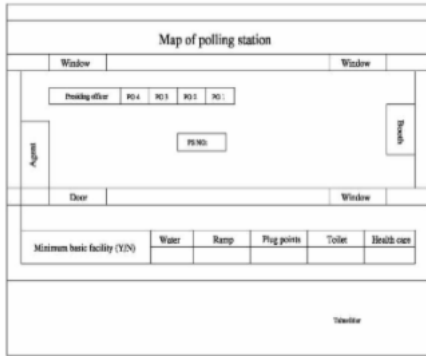 Map of polling station
Window Window
Presiding officer PO 4 PO 3 PO 2 PO 1
Agent
PS NO:
Booth
Door Window
Minimum basic facility (Y/N) Water Ramp Plug points Toilet Health care